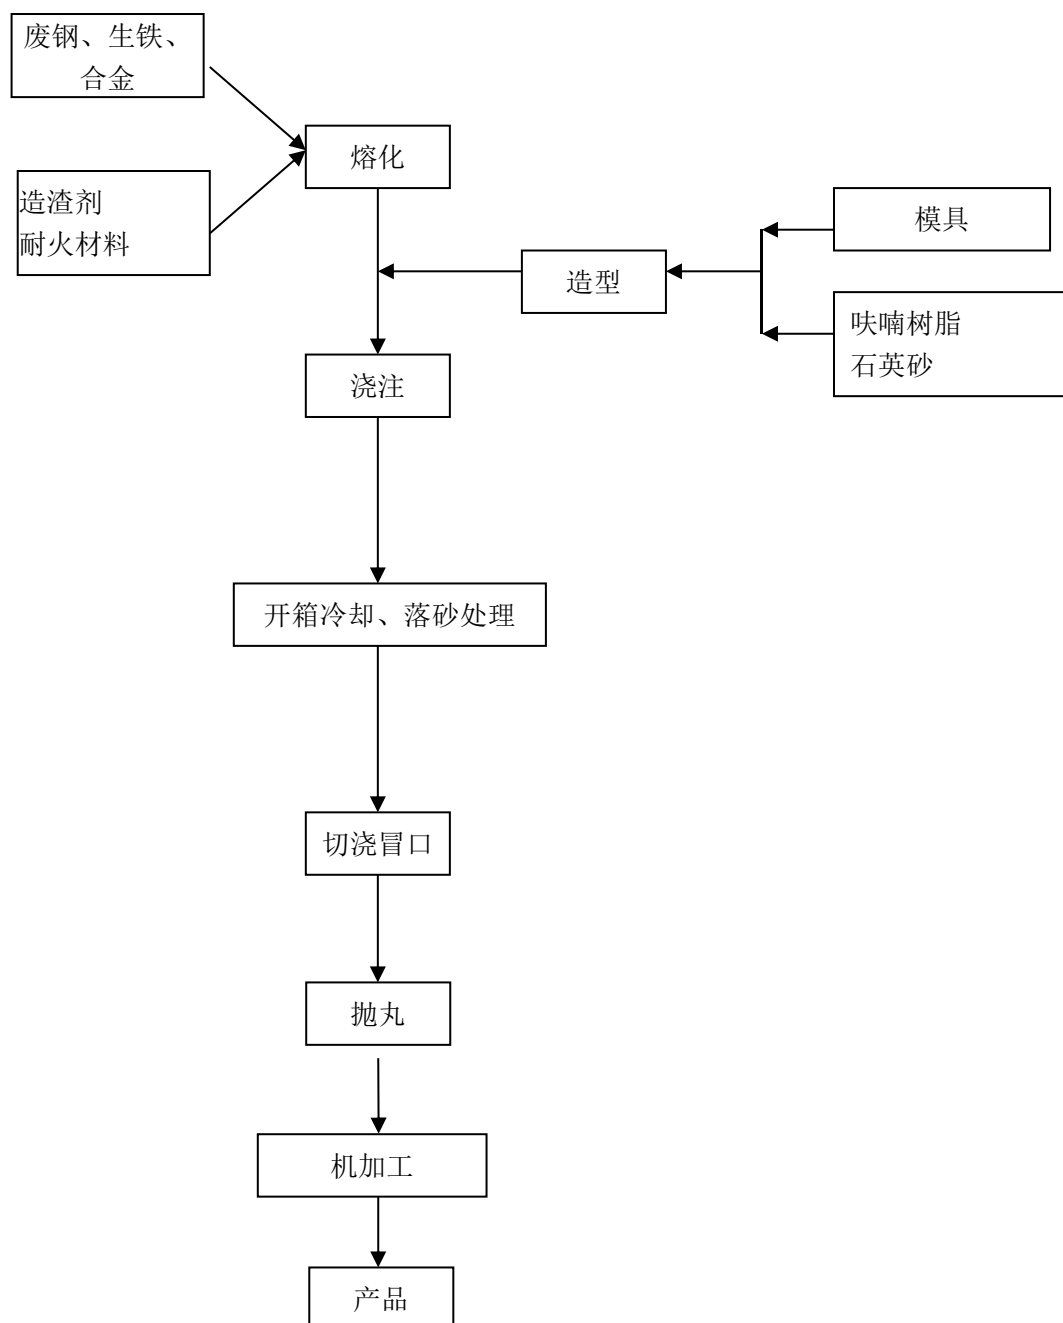 废钢、生铁、
合金
熔化
造渣剂
耐火材料
模具
造型
呋喃树脂
石英砂
浇注
开箱冷却、落砂处理
切浇冒口
抛丸
机加工
产品